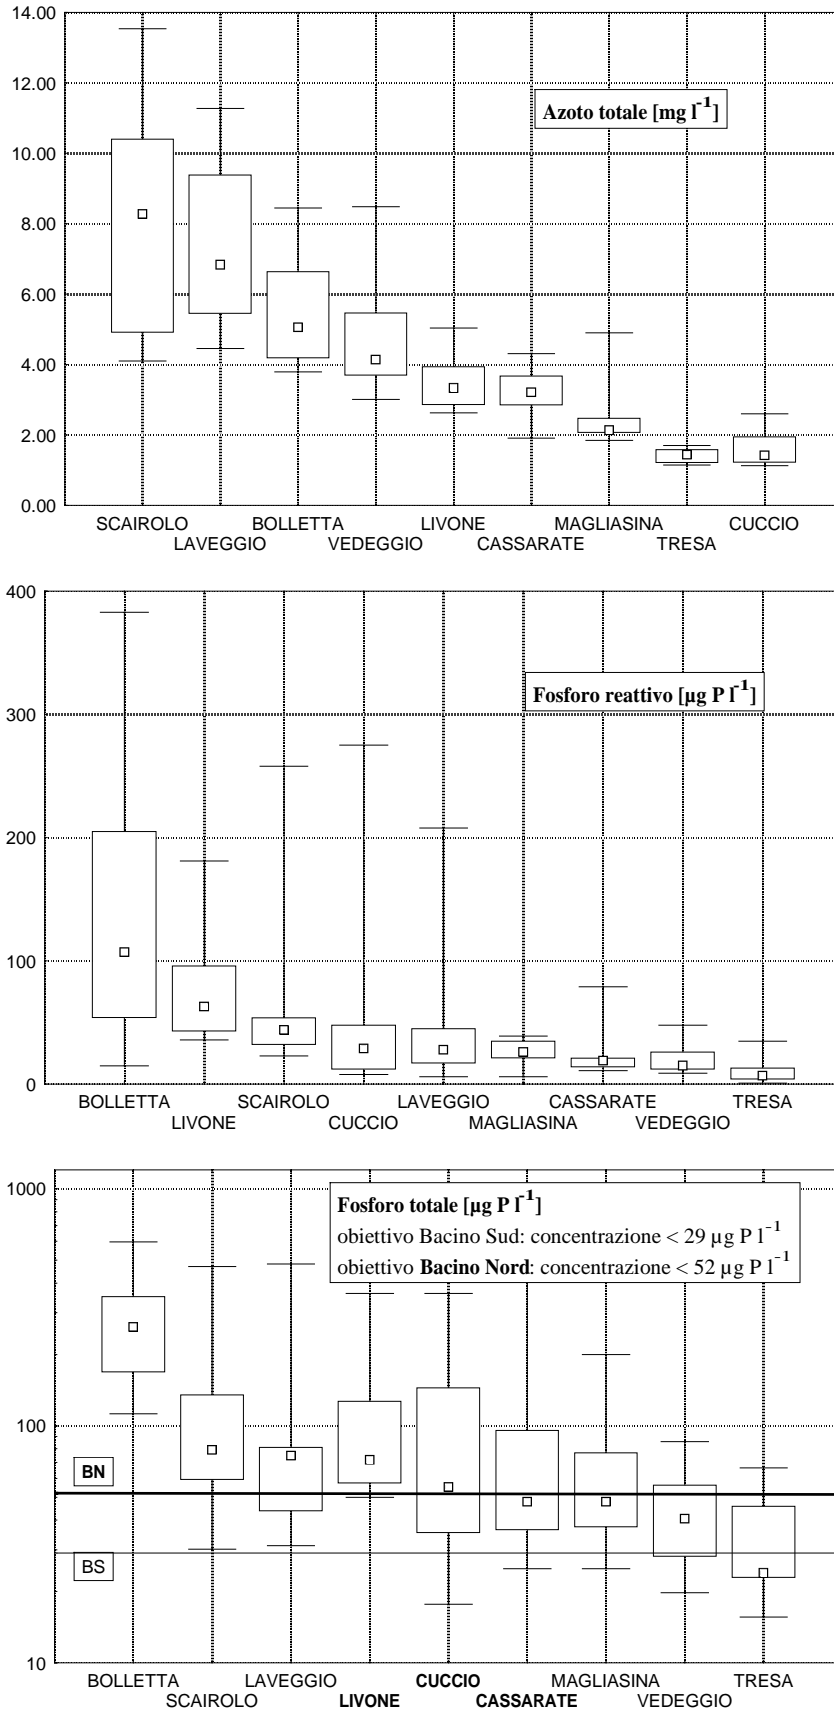 14.00
12.00
Azoto totale [mg l⁻¹]
10.00
8.00
6.00
4.00
2.00
0.00
SCAIROLO BOLLETTA LIVONE MAGLIASINA CUCCIO
LAVEGGIO VEDEGGIO CASSARATE TRESA
400
Fosforo reattivo [µg P l⁻¹]
300
200
100
0
BOLLETTA SCAIROLO LAVEGGIO CASSARATE TRESA
LIVONE CUCCIO MAGLIASINA VEDEGGIO
1000
Fosforo totale [µg P l⁻¹]
obiettivo Bacino Sud: concentrazione < 29 µg P l⁻¹
obiettivo Bacino Nord: concentrazione < 52 µg P l⁻¹
100
BN
BS
10
BOLLETTA LAVEGGIO CUCCIO MAGLIASINA TRESA
SCAIROLO LIVONE CASSARATE VEDEGGIO